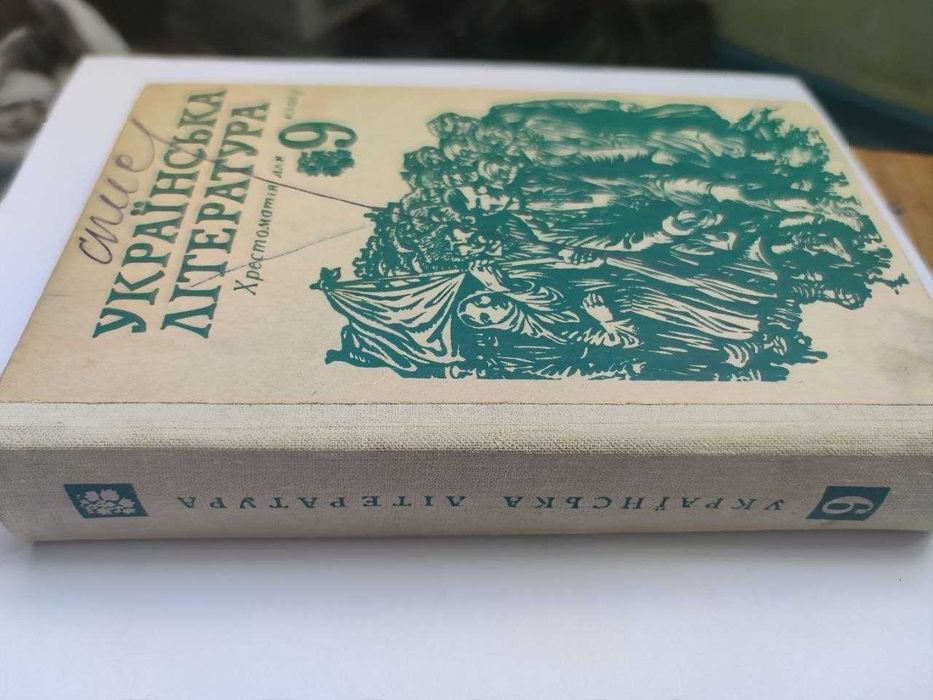 УКРАЇНСЬКА
ЛІТЕРАТУРА
Хрестоматія для 9 класу
УКРАЇНСЬКА ЛІТЕРАТУРА
9